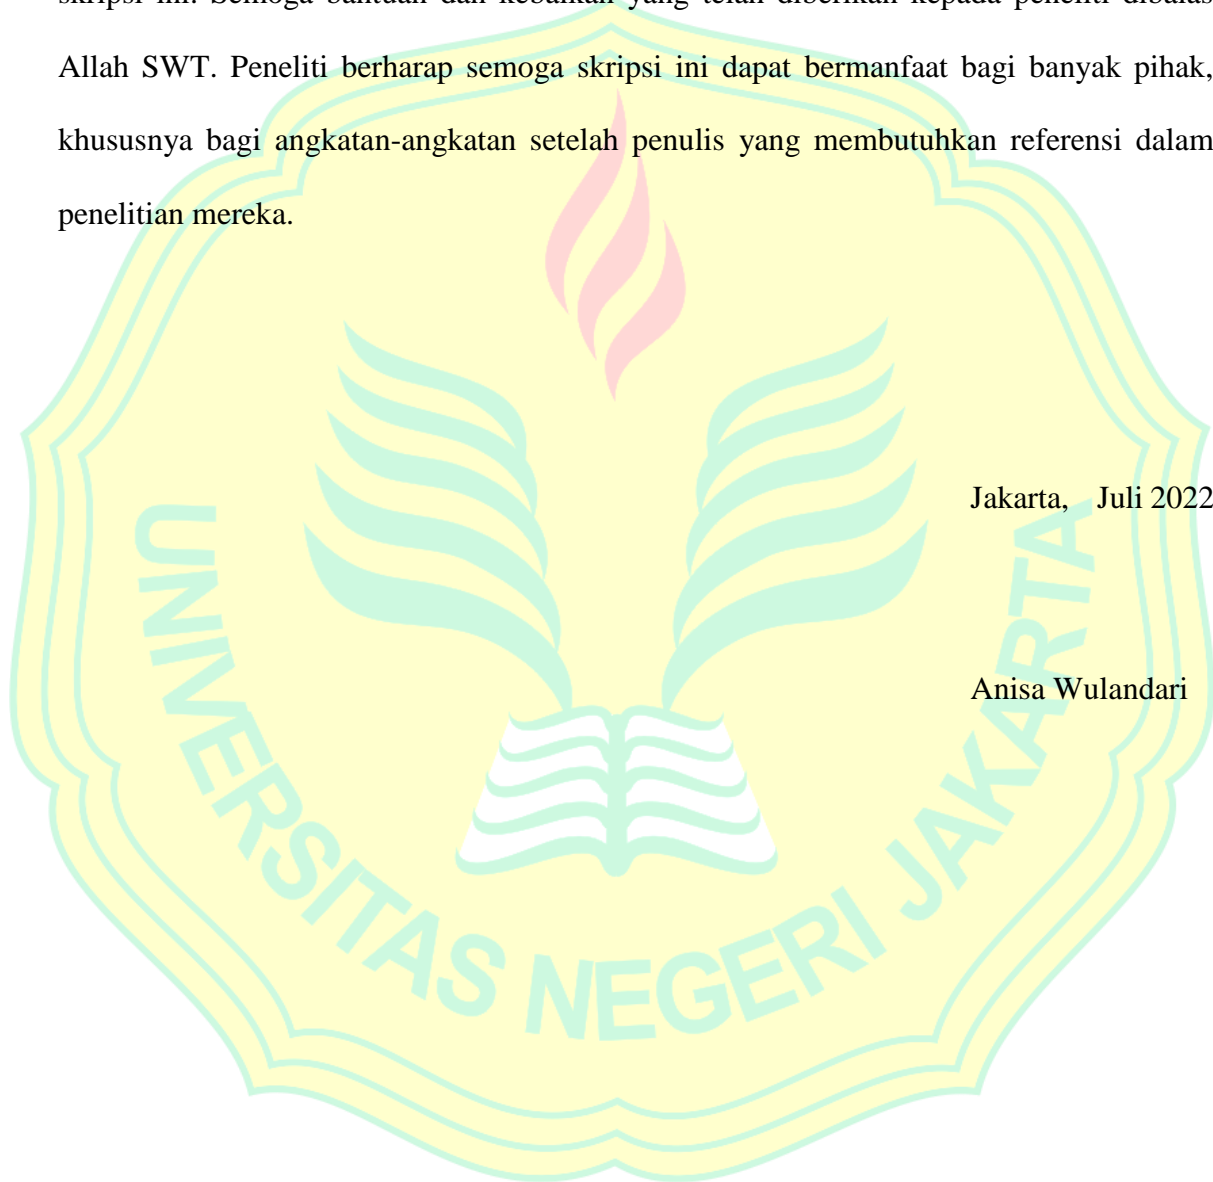 skripsi ini. Semoga bantuan dan kebaikan yang telah diberikan kepada peneliti dibalas
Allah SWT. Peneliti berharap semoga skripsi ini dapat bermanfaat bagi banyak pihak,
khususnya bagi angkatan-angkatan setelah penulis yang membutuhkan referensi dalam
penelitian mereka.
Jakarta, Juli 2022
Anisa Wulandari
UNIVERSITAS NEGERI JAKARTA